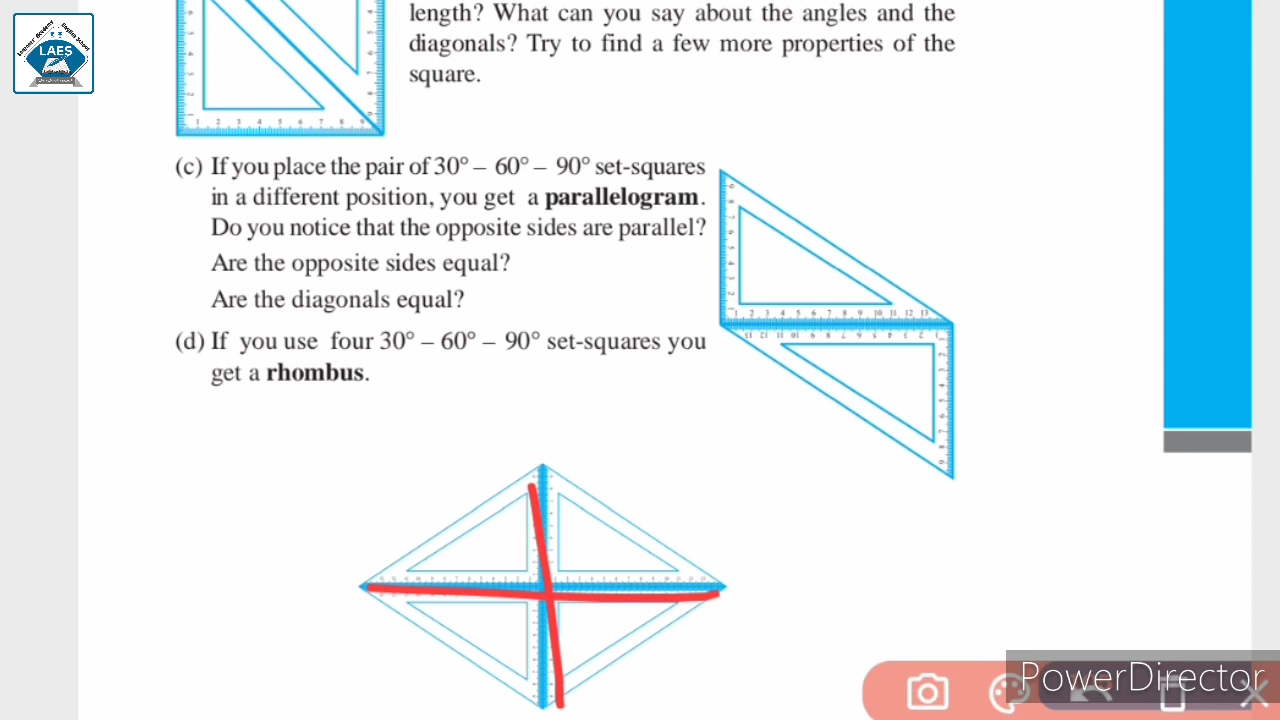 LAES
length? What can you say about the angles and the
diagonals? Try to find a few more properties of the
square.
(c) If you place the pair of 30° – 60° – 90° set-squares
in a different position, you get a parallelogram.
Do you notice that the opposite sides are parallel?
Are the opposite sides equal?
Are the diagonals equal?
(d) If you use four 30° – 60° – 90° set-squares you
get a rhombus.
PowerDirector